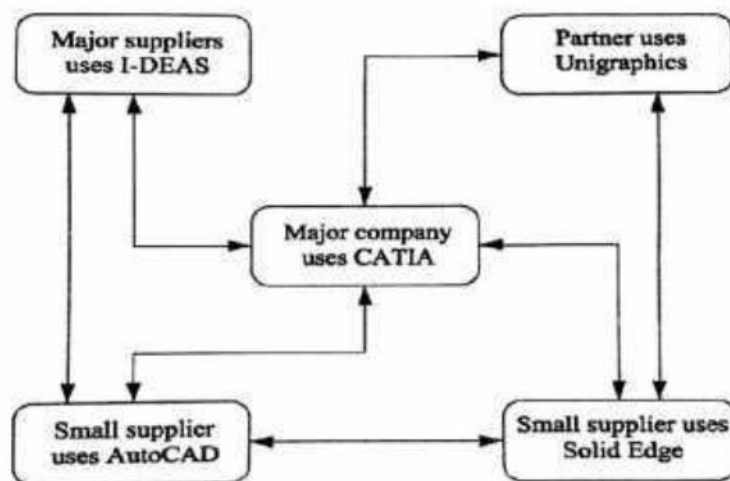 Major suppliers
uses I-DEAS
Partner uses
Unigraphics
Major company
uses CATIA
Small supplier
uses AutoCAD
Small supplier uses
Solid Edge